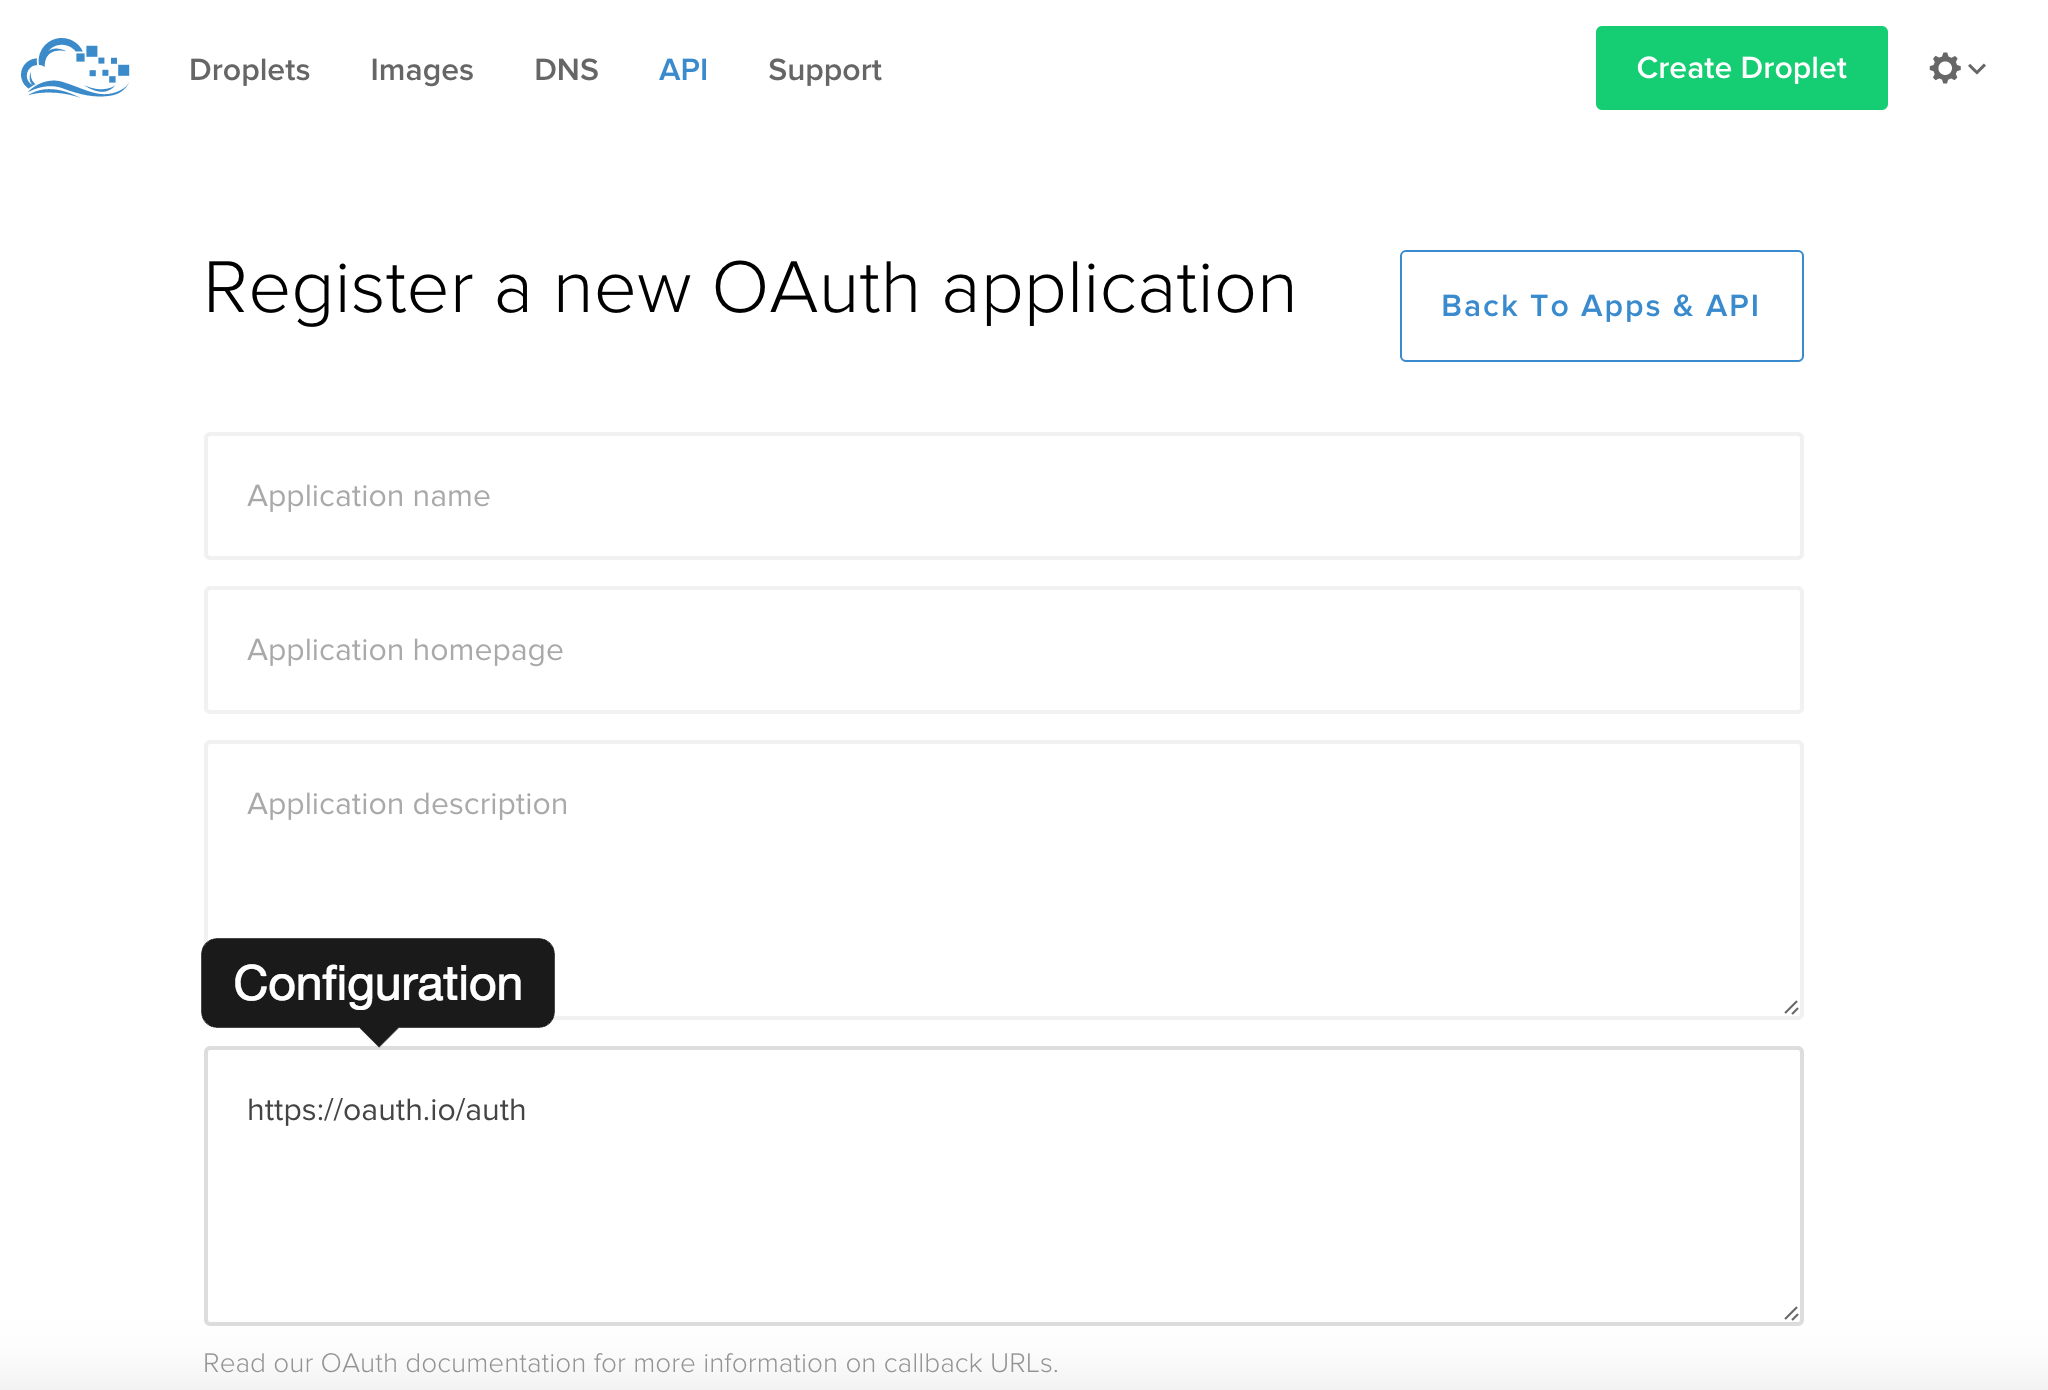 Droplets Images DNS API Support Create Droplet
Register a new OAuth application
Back To Apps & API
Application name
Application homepage
Application description
Configuration
https://oauth.io/auth
Read our OAuth documentation for more information on callback URLs.